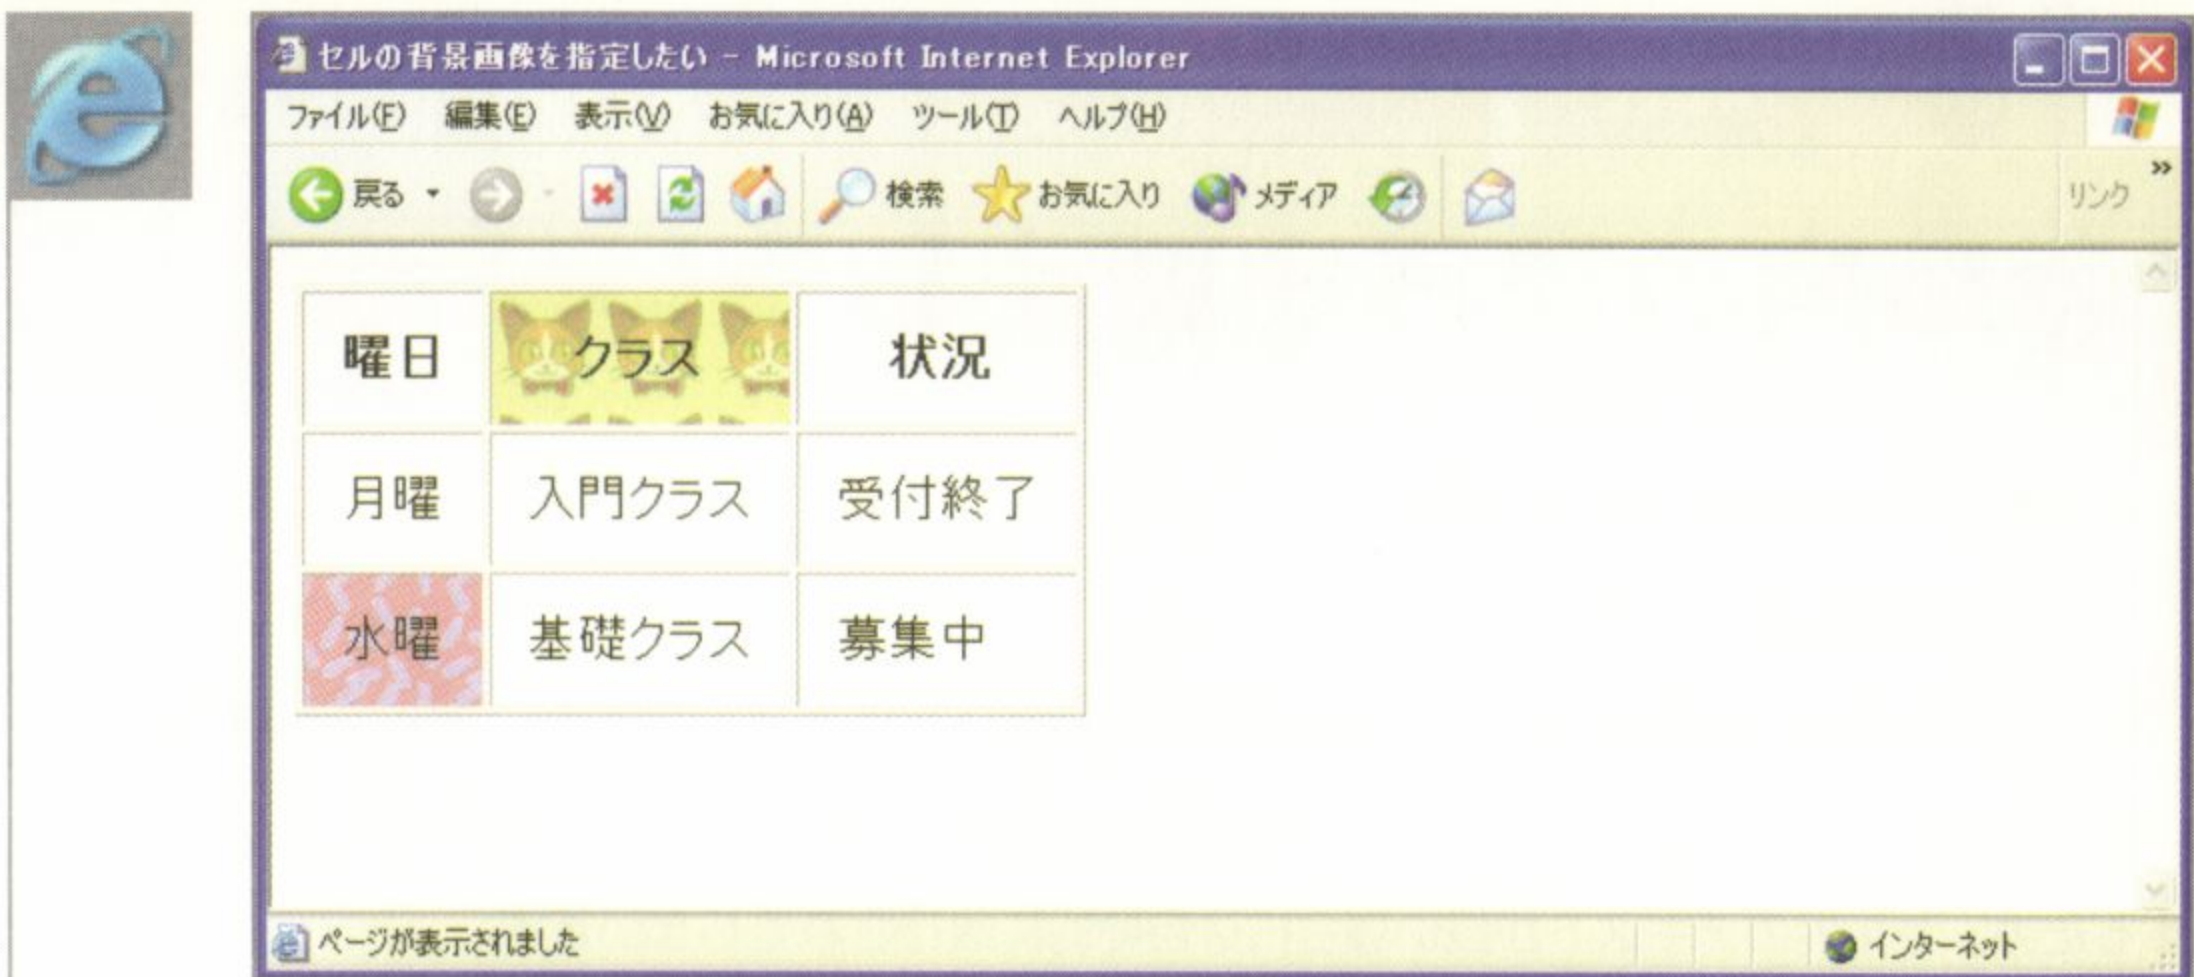 セルの背景画像を指定したい - Microsoft Internet Explorer
ファイル(F) 編集(E) 表示(V) お気に入り(A) ツール(T) ヘルプ(H)
戻る 検索 お気に入り メディア リンク »
曜日 クラス 状況
月曜 入門クラス 受付終了
水曜 基礎クラス 募集中
ページが表示されました インターネット